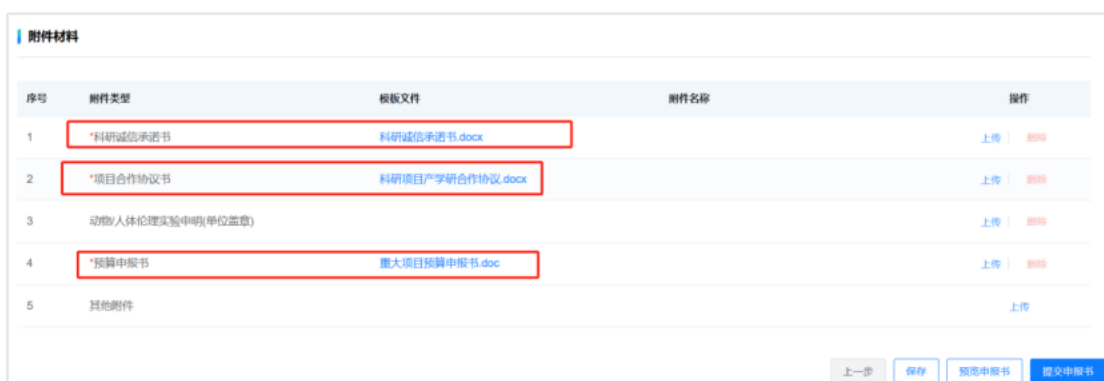 附件材料
序号 附件类型 模板文件 附件名称 操作
1 *科研诚信承诺书 科研诚信承诺书.docx 上传 删除
2 *项目合作协议书 科研项目产学研合作协议.docx 上传 删除
3 动物/人体伦理实验申明(单位盖章) 上传 删除
4 *预算申报书 重大项目预算申报书.doc 上传 删除
5 其他附件 上传
上一步 保存 预览申报书 提交申报书